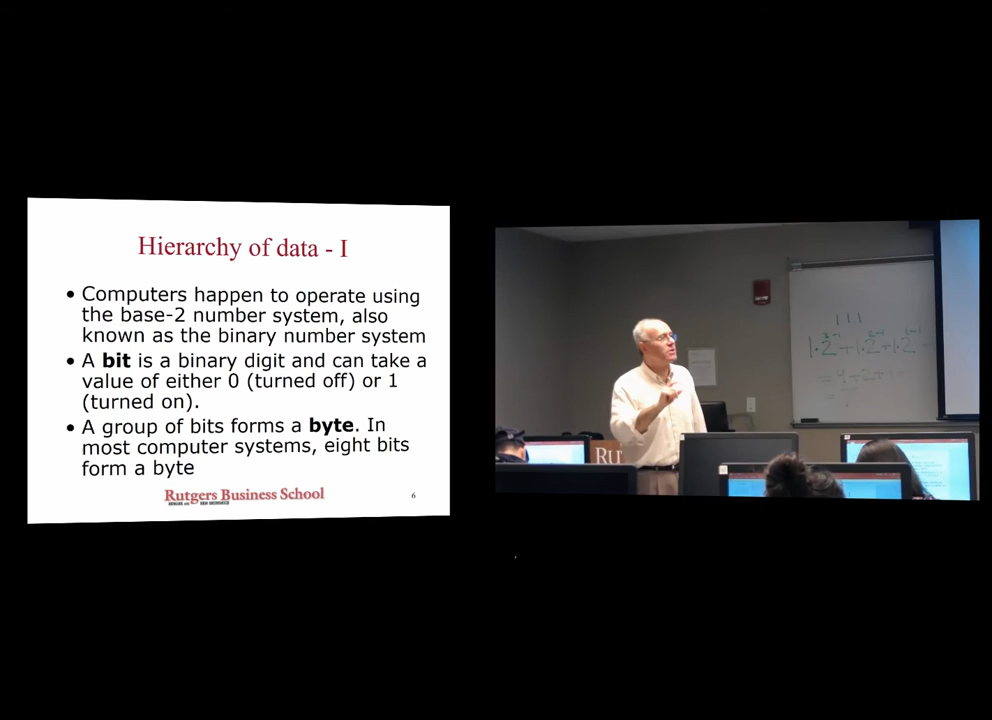 Hierarchy of data - I
• Computers happen to operate using
the base-2 number system, also
known as the binary number system
• A bit is a binary digit and can take a
value of either 0 (turned off) or 1
(turned on).
• A group of bits forms a byte. In
most computer systems, eight bits
form a byte
Rutgers Business School
6
RU
111